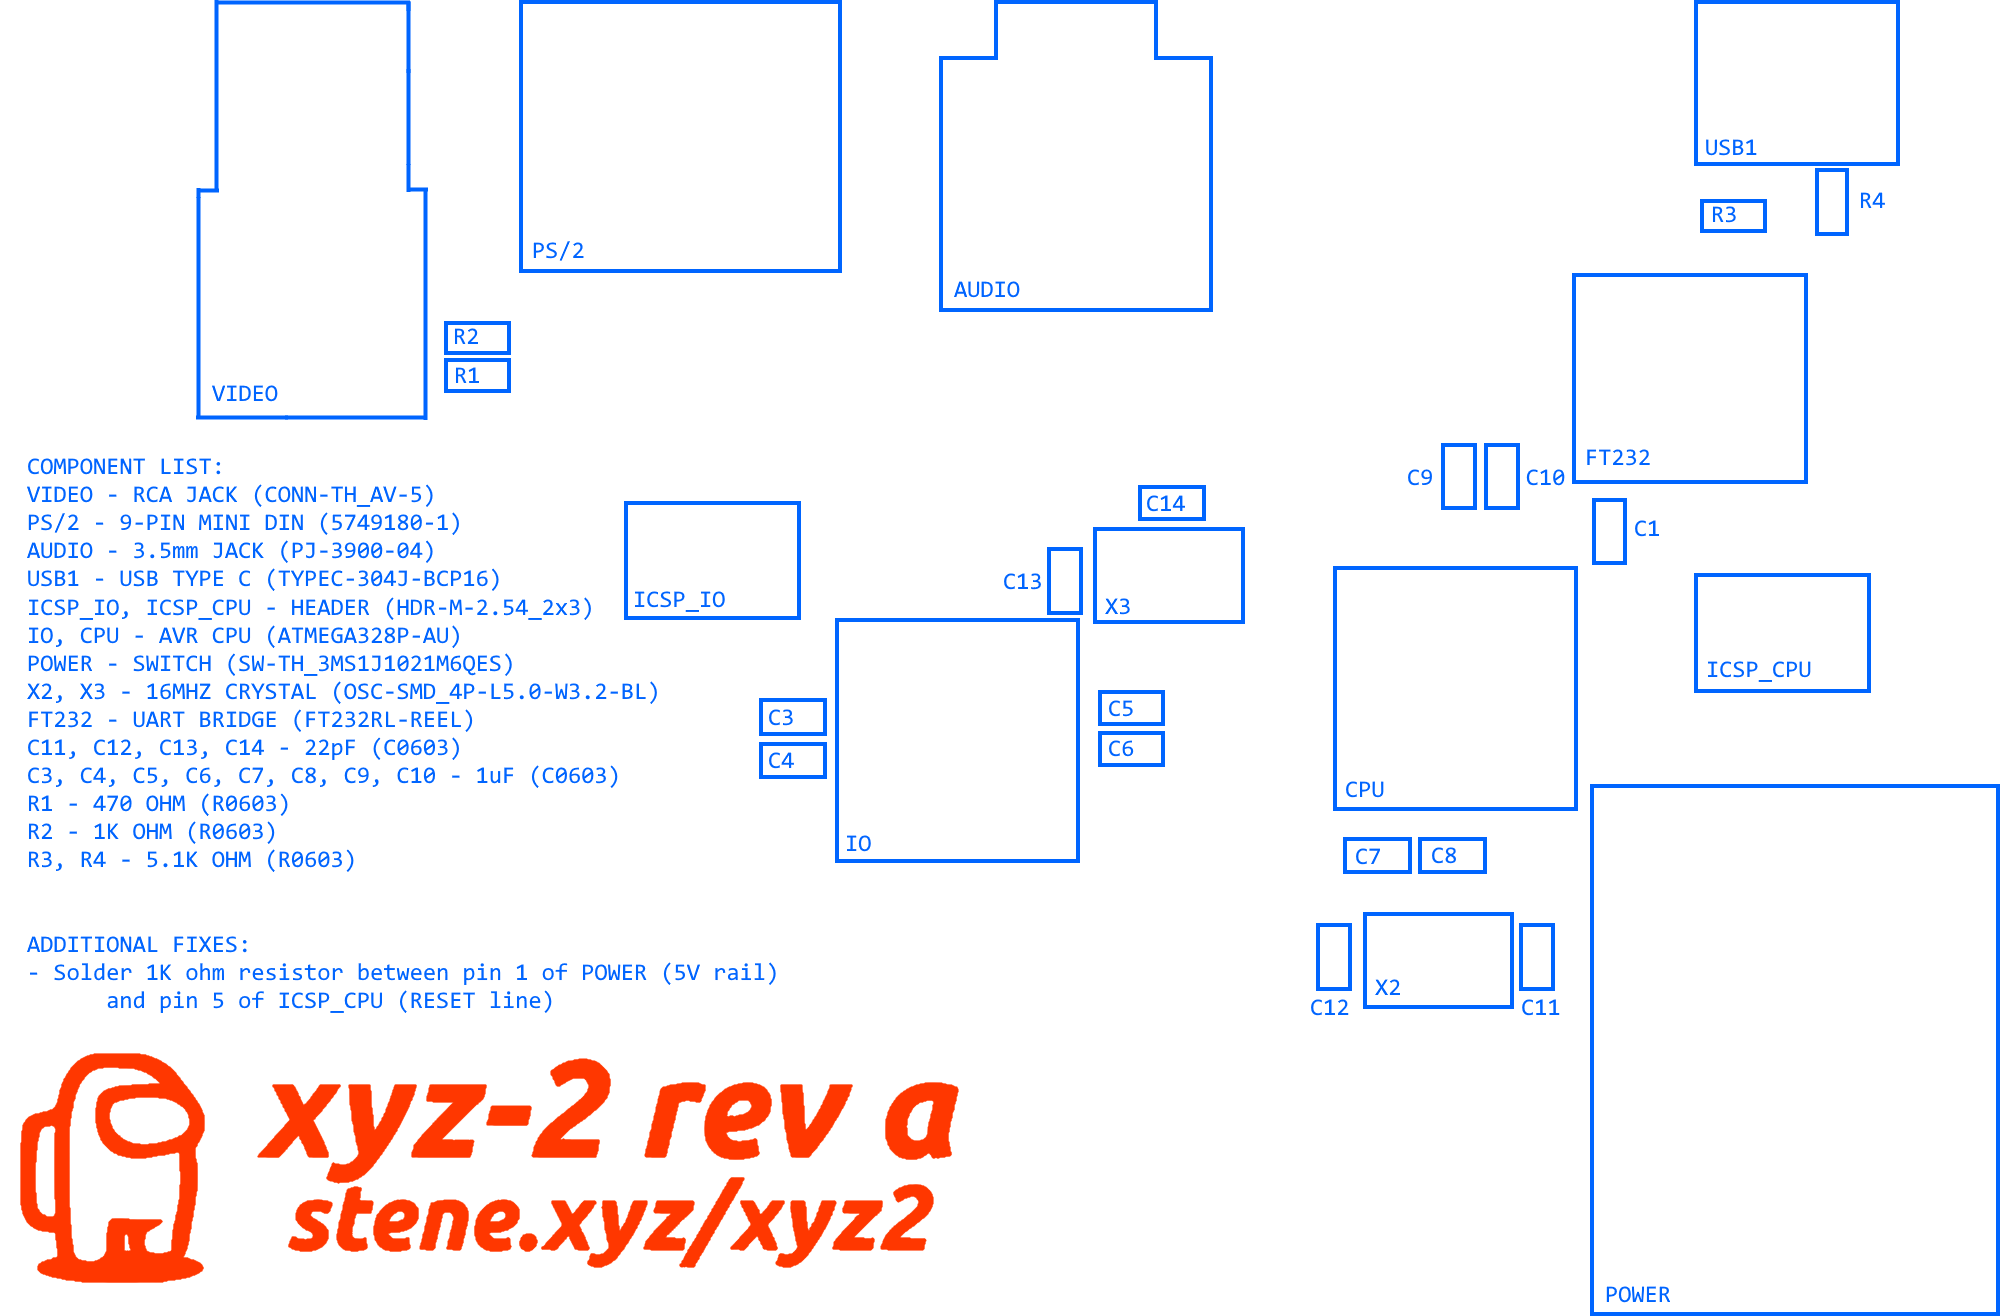 USB1
R4
R3
PS/2
AUDIO
R2
R1
VIDEO
FT232
C9
C10
C14
C1
C13
X3
ICSP_IO
ICSP_CPU
C3
C5
C4
C6
CPU
IO
C7
C8
X2
C12
C11
POWER
COMPONENT LIST:
VIDEO - RCA JACK (CONN-TH_AV-5)
PS/2 - 9-PIN MINI DIN (5749180-1)
AUDIO - 3.5mm JACK (PJ-3900-04)
USB1 - USB TYPE C (TYPEC-304J-BCP16)
ICSP_IO, ICSP_CPU - HEADER (HDR-M-2.54_2x3)
IO, CPU - AVR CPU (ATMEGA328P-AU)
POWER - SWITCH (SW-TH_3MS1J1021M6QES)
X2, X3 - 16MHZ CRYSTAL (OSC-SMD_4P-L5.0-W3.2-BL)
FT232 - UART BRIDGE (FT232RL-REEL)
C11, C12, C13, C14 - 22pF (C0603)
C3, C4, C5, C6, C7, C8, C9, C10 - 1uF (C0603)
R1 - 470 OHM (R0603)
R2 - 1K OHM (R0603)
R3, R4 - 5.1K OHM (R0603)
ADDITIONAL FIXES:
- Solder 1K ohm resistor between pin 1 of POWER (5V rail)
and pin 5 of ICSP_CPU (RESET line)
xyz-2 rev a
stene.xyz/xyz2